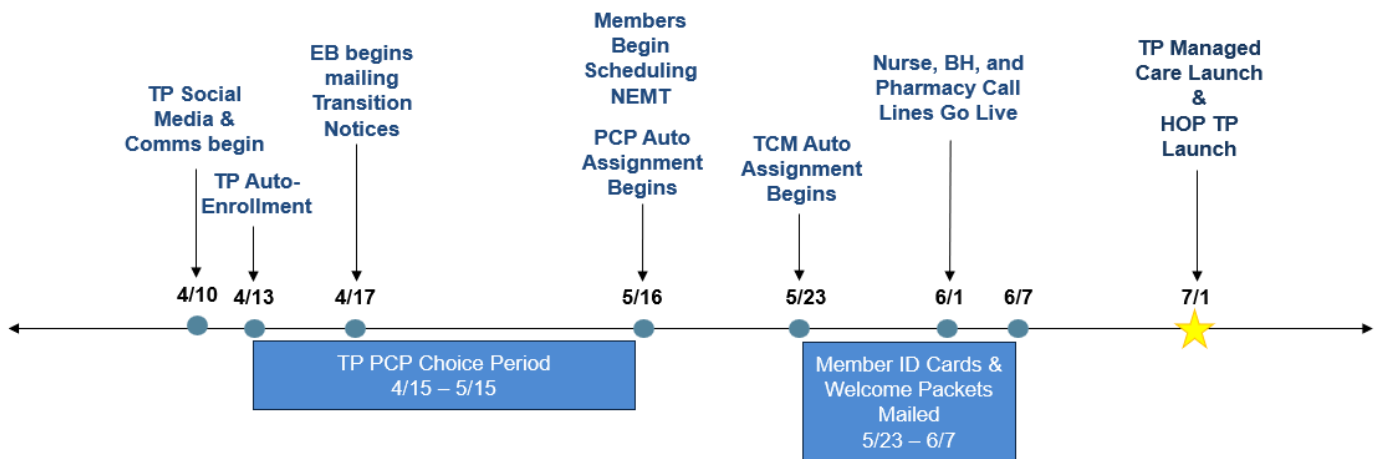 TP Social
Media &
Comms begin
TP Auto-
Enrollment
EB begins
mailing
Transition
Notices
Members
Begin
Scheduling
NEMT
PCP Auto
Assignment
Begins
TCM Auto
Assignment
Begins
Nurse, BH, and
Pharmacy Call
Lines Go Live
TP Managed
Care Launch
&
HOP TP
Launch
4/10
4/13
4/17
5/16
5/23
6/1
6/7
7/1
TP PCP Choice Period
4/15 – 5/15
Member ID Cards &
Welcome Packets
Mailed
5/23 – 6/7